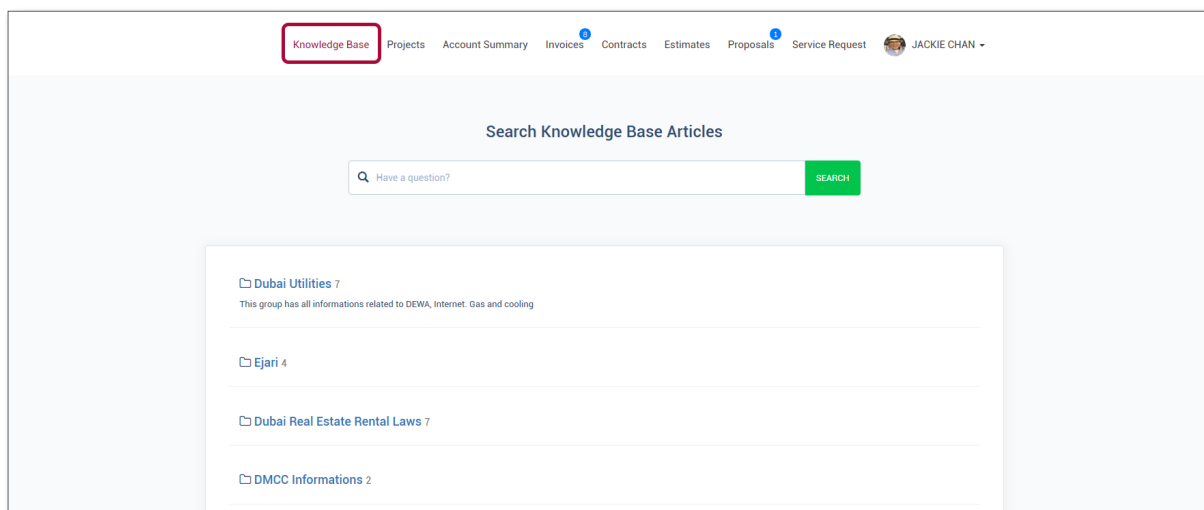 Knowledge Base Projects Account Summary Invoices 8 Contracts Estimates Proposals 1 Service Request JACKIE CHAN
Search Knowledge Base Articles
Have a question? SEARCH
Dubai Utilities 7
This group has all informations related to DEWA, Internet. Gas and cooling
Ejari 4
Dubai Real Estate Rental Laws 7
DMCC Informations 2